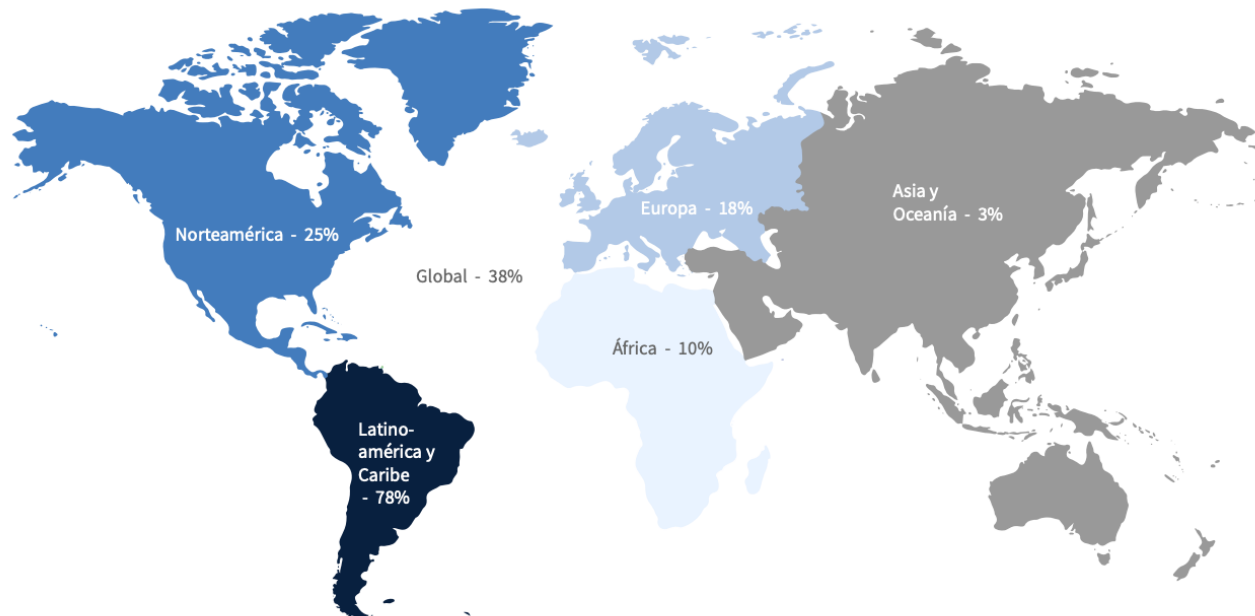 Norteamérica - 25%
Global - 38%
Latino-
américa y
Caribe
- 78%
Europa - 18%
África - 10%
Asia y
Oceanía - 3%